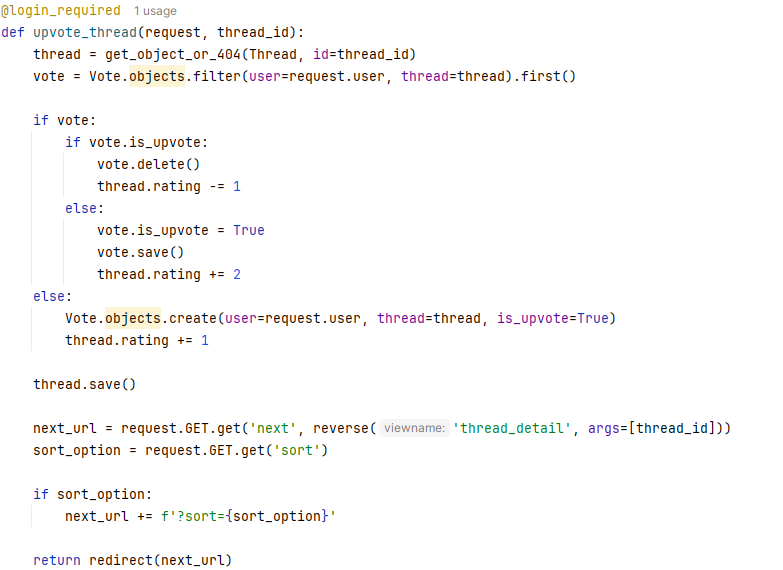 @login_required 1 usage
def upvote_thread(request, thread_id):
    thread = get_object_or_404(Thread, id=thread_id)
    vote = Vote.objects.filter(user=request.user, thread=thread).first()

    if vote:
        if vote.is_upvote:
            vote.delete()
            thread.rating -= 1
        else:
            vote.is_upvote = True
            vote.save()
            thread.rating += 2
    else:
        Vote.objects.create(user=request.user, thread=thread, is_upvote=True)
        thread.rating += 1

    thread.save()

    next_url = request.GET.get('next', reverse( viewname: 'thread_detail', args=[thread_id]))
    sort_option = request.GET.get('sort')

    if sort_option:
        next_url += f'?sort={sort_option}'

    return redirect(next_url)